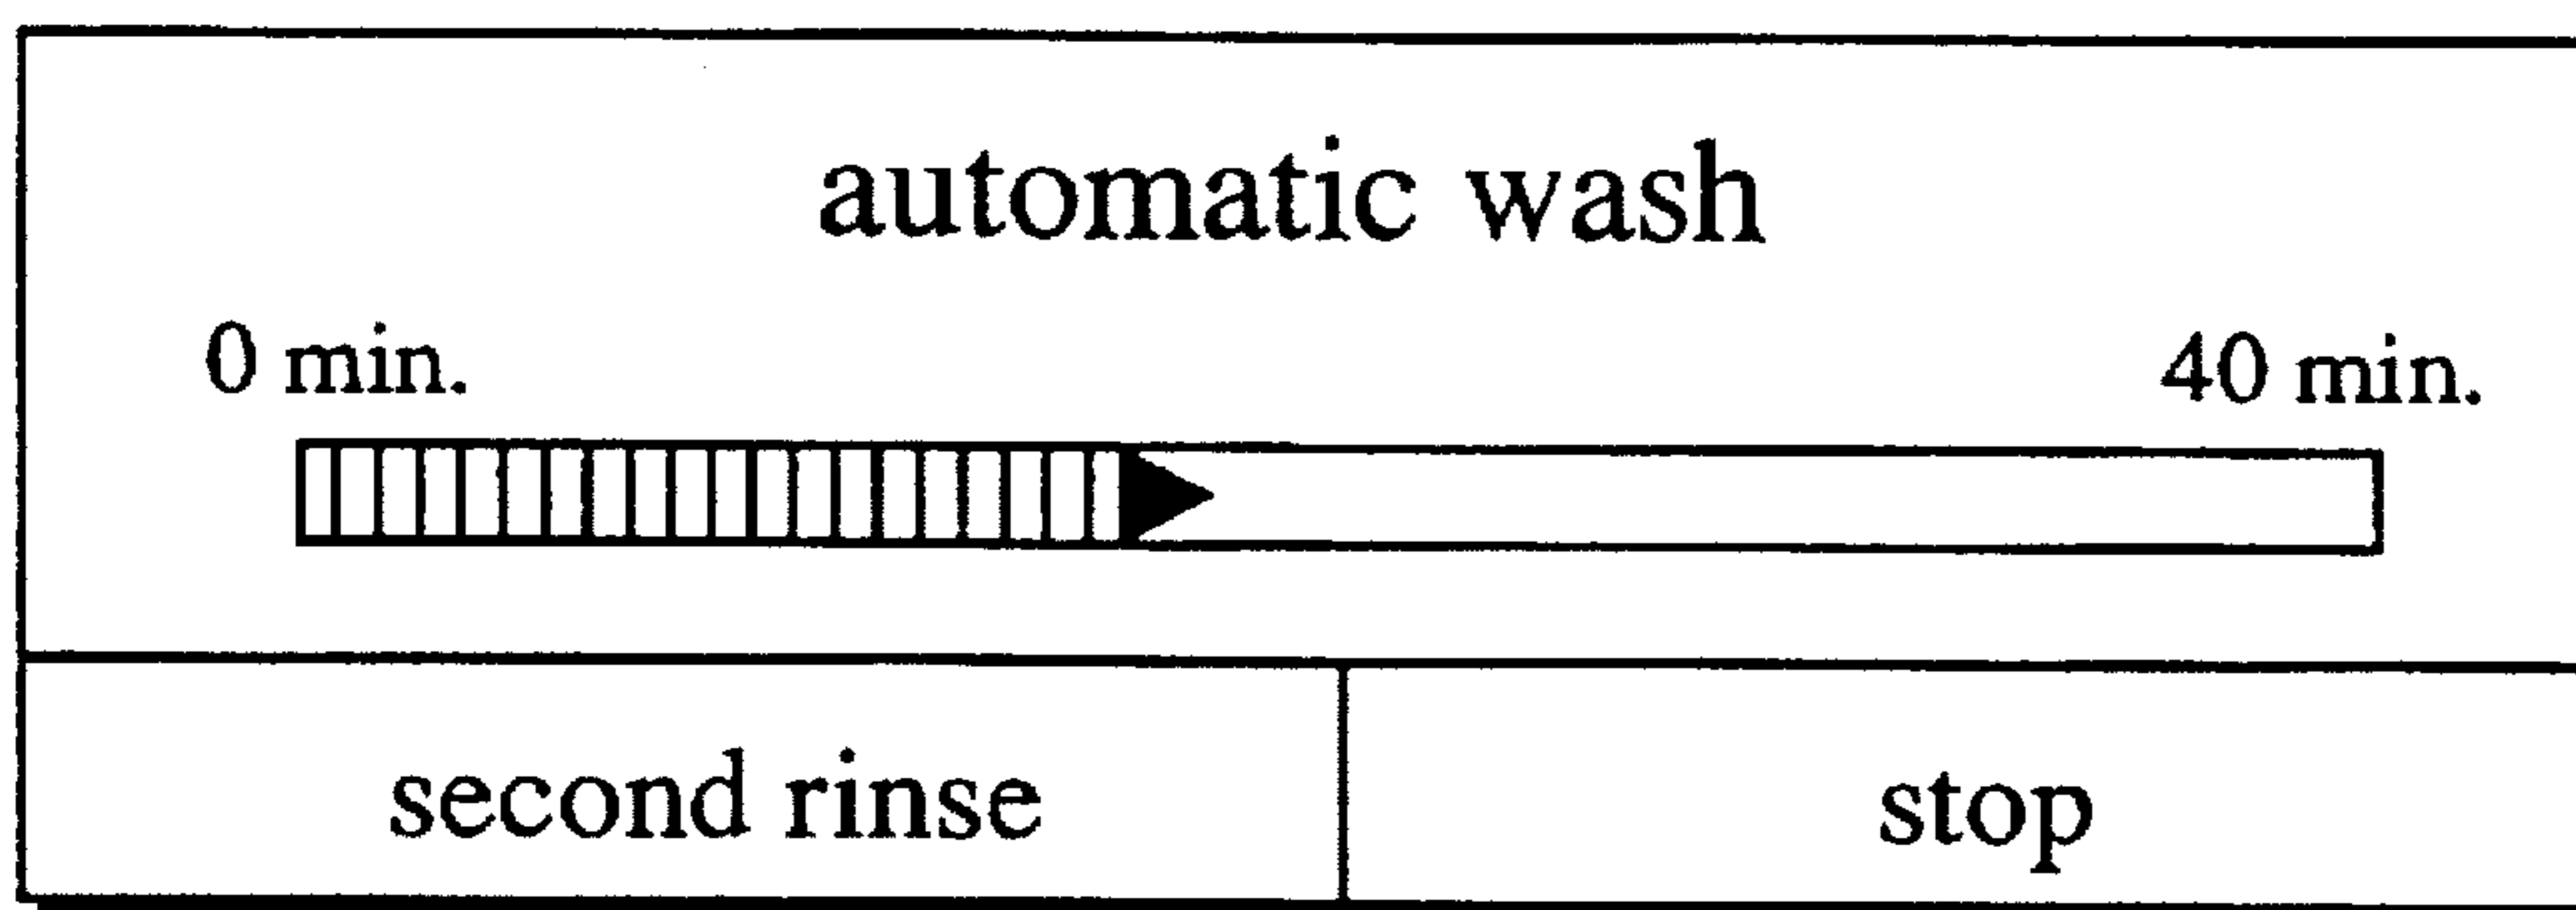 automatic wash
0 min. 40 min.
second rinse stop